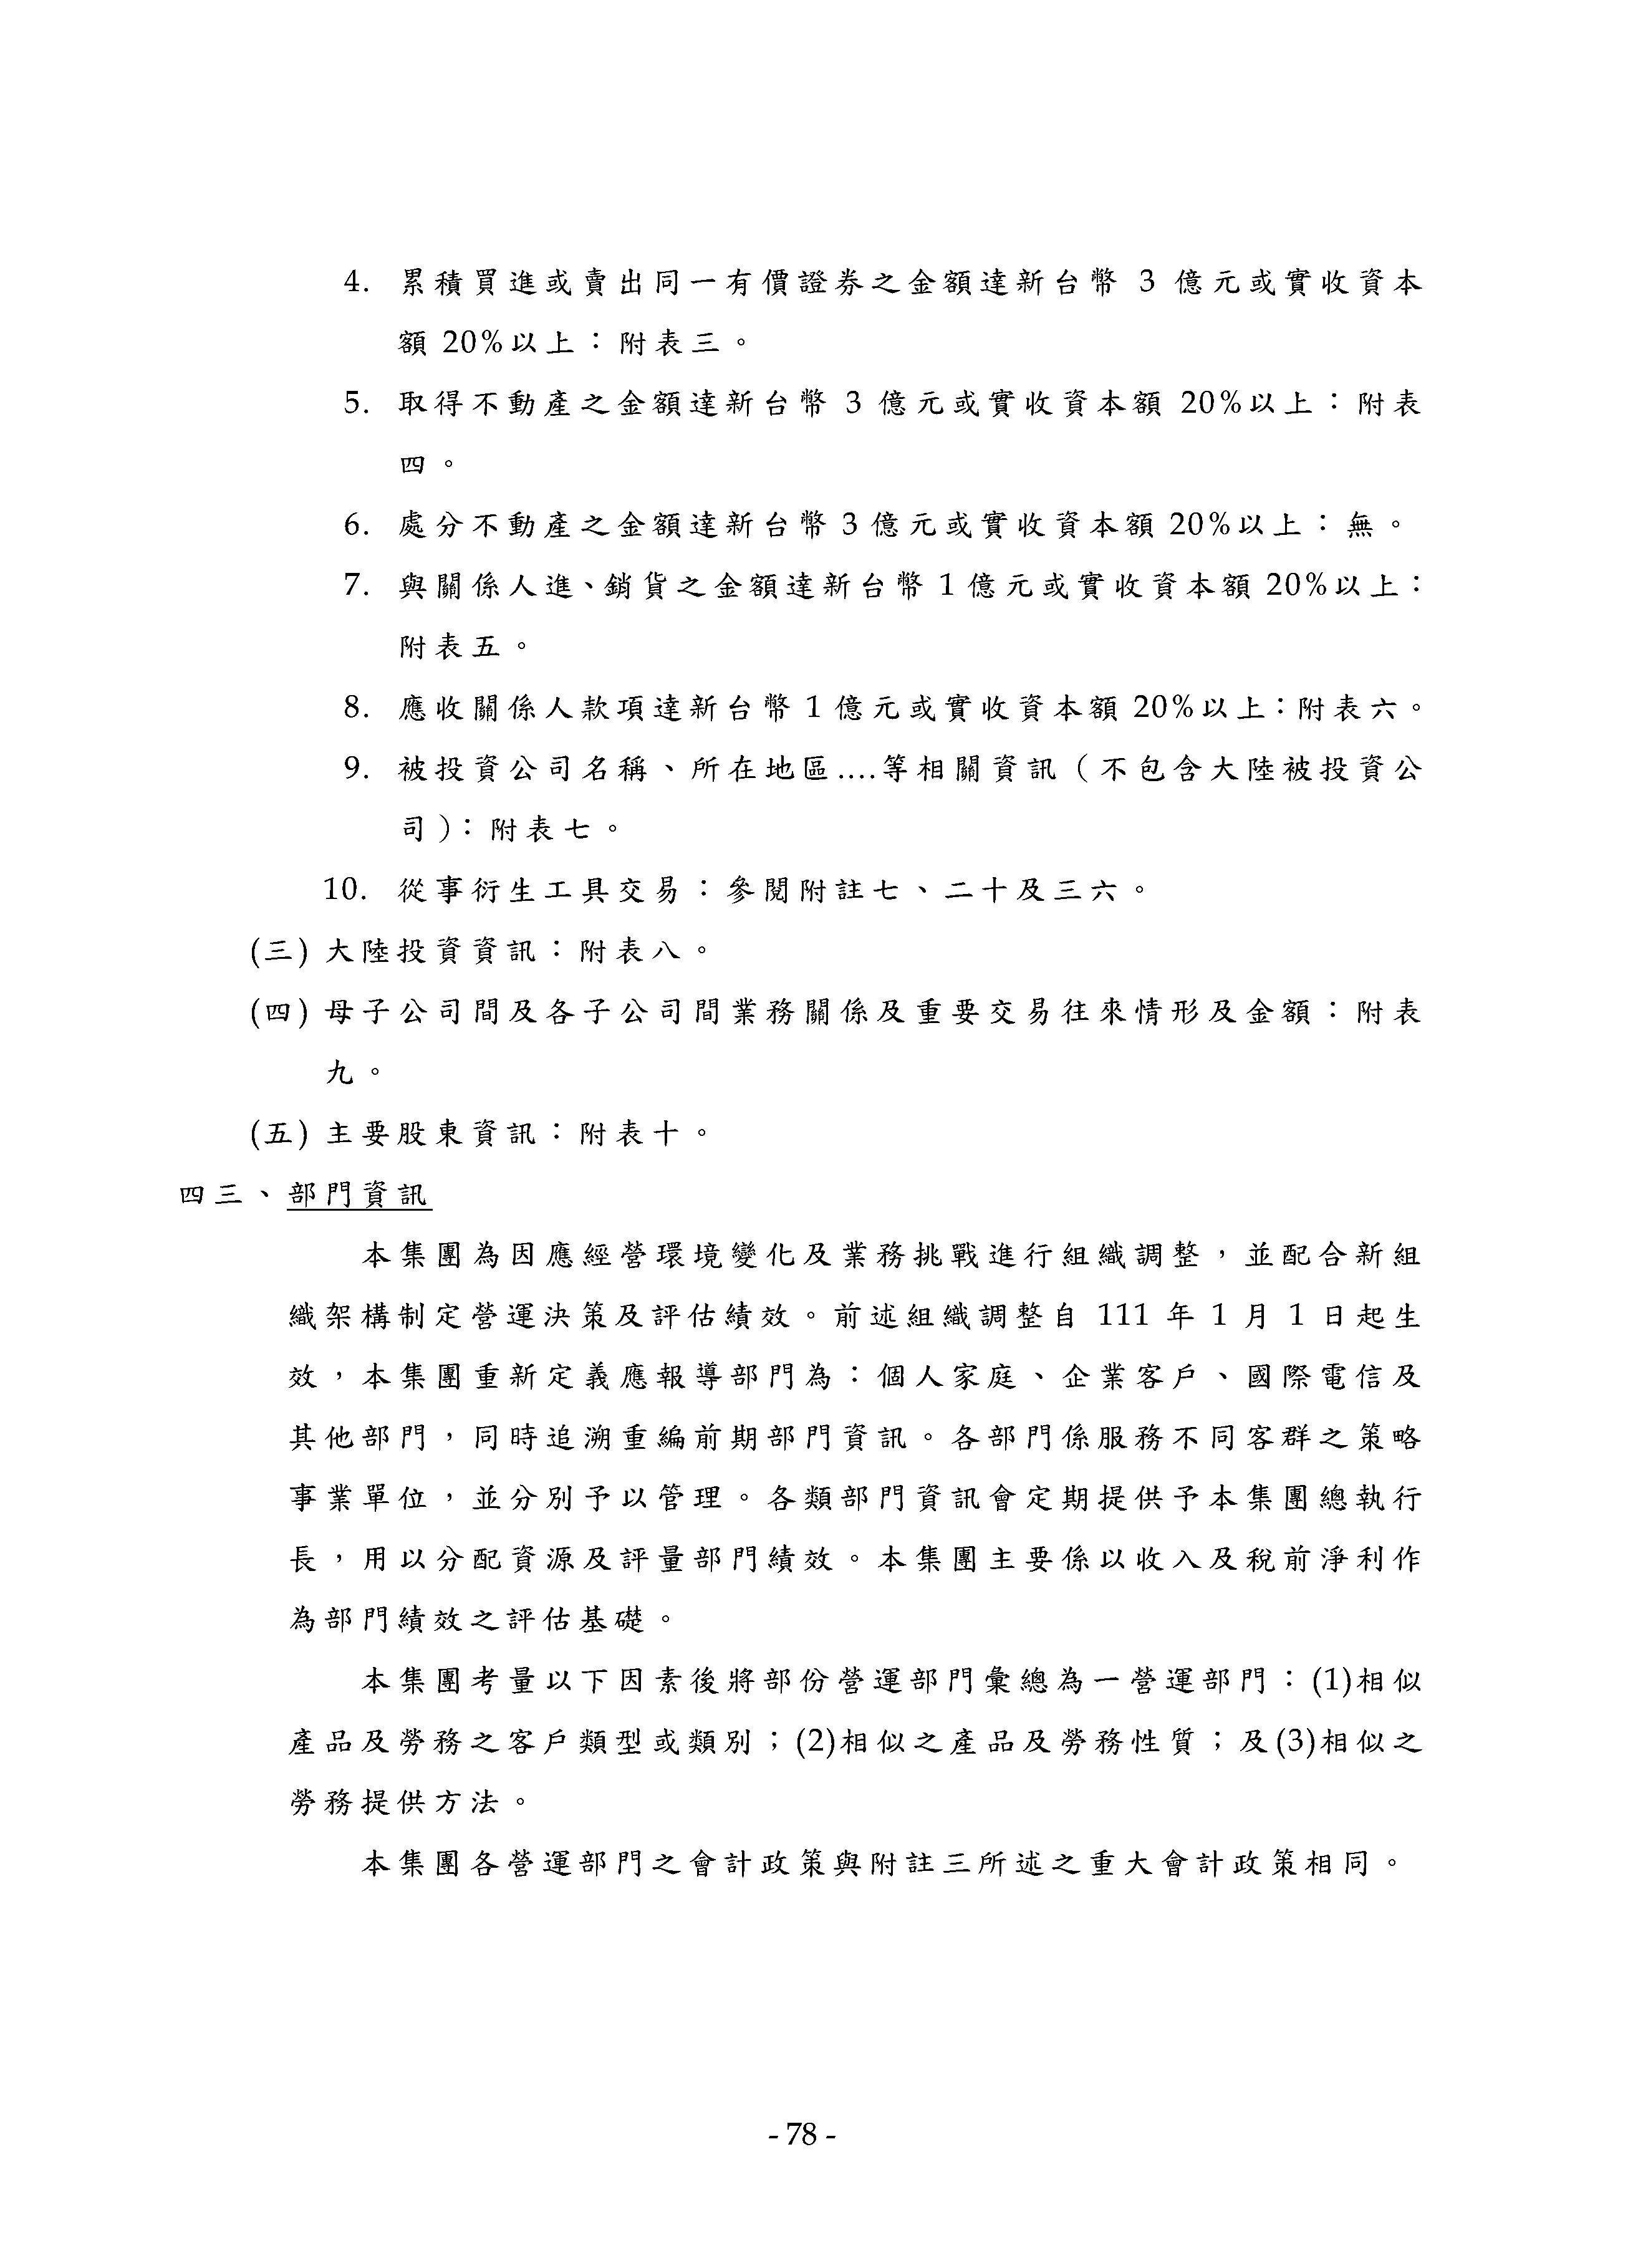 4. 累積買進或賣出同一有價證券之金額達新台幣 3 億元或實收資本
額 20%以上：附表三。
5. 取得不動產之金額達新台幣 3 億元或實收資本額 20%以上：附表
四。
6. 處分不動產之金額達新台幣 3 億元或實收資本額 20%以上：無。
7. 與關係人進、銷貨之金額達新台幣 1 億元或實收資本額 20%以上：
附表五。
8. 應收關係人款項達新台幣 1 億元或實收資本額 20%以上：附表六。
9. 被投資公司名稱、所在地區....等相關資訊（不包含大陸被投資公
司）：附表七。
10. 從事衍生工具交易：參閱附註七、二十及三六。
(三) 大陸投資資訊：附表八。
(四) 母子公司間及各子公司間業務關係及重要交易往來情形及金額：附表
九。
(五) 主要股東資訊：附表十。
四三、部門資訊
本集團為因應經營環境變化及業務挑戰進行組織調整，並配合新組
織架構制定營運決策及評估績效。前述組織調整自 111 年 1 月 1 日起生
效，本集團重新定義應報導部門為：個人家庭、企業客戶、國際電信及
其他部門，同時追溯重編前期部門資訊。各部門係服務不同客群之策略
事業單位，並分別予以管理。各類部門資訊會定期提供予本集團總執行
長，用以分配資源及評量部門績效。本集團主要係以收入及稅前淨利作
為部門績效之評估基礎。
本集團考量以下因素後將部份營運部門彙總為一營運部門：(1)相似
產品及勞務之客戶類型或類別；(2)相似之產品及勞務性質；及(3)相似之
勞務提供方法。
本集團各營運部門之會計政策與附註三所述之重大會計政策相同。
- 78 -